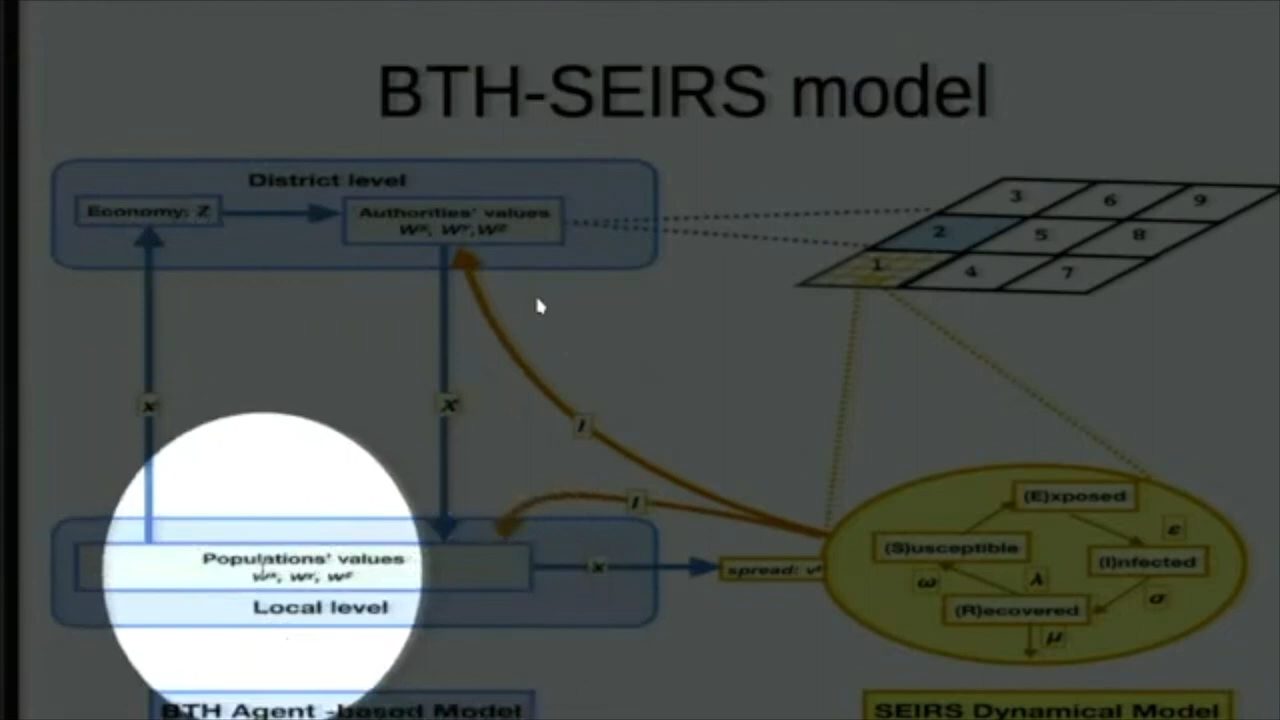 BTH-SEIRS model
District level
Economy: Z
Authorities' values
3
6
9
2
5
8
1
4
7
x
X
I
I
Populations' values
Local level
x
spread:
(E)xposed
ε
(S)usceptible
(I)nfected
ω
λ
σ
(R)ecovered
μ
BTH Agent -based Model
SEIRS Dynamical Model